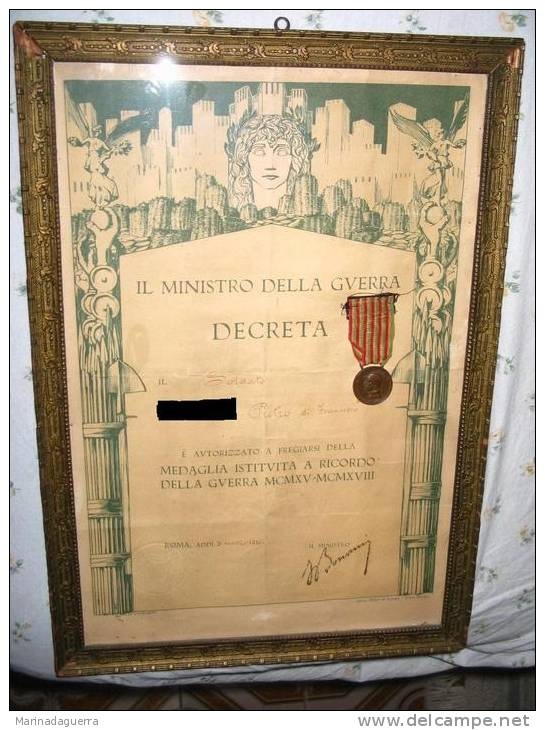 IL MINISTRO DELLA GVERRA
DECRETA
IL Soldato
Pietro di Francesco
È AVTORIZZATO A FREGIARSI DELLA
MEDAGLIA ISTITVITA A RICORDO
DELLA GVERRA MCMXV-MCMXVIII
ROMA, ADDI
IL MINISTRO
Marinadaguerra
www.delcampe.net